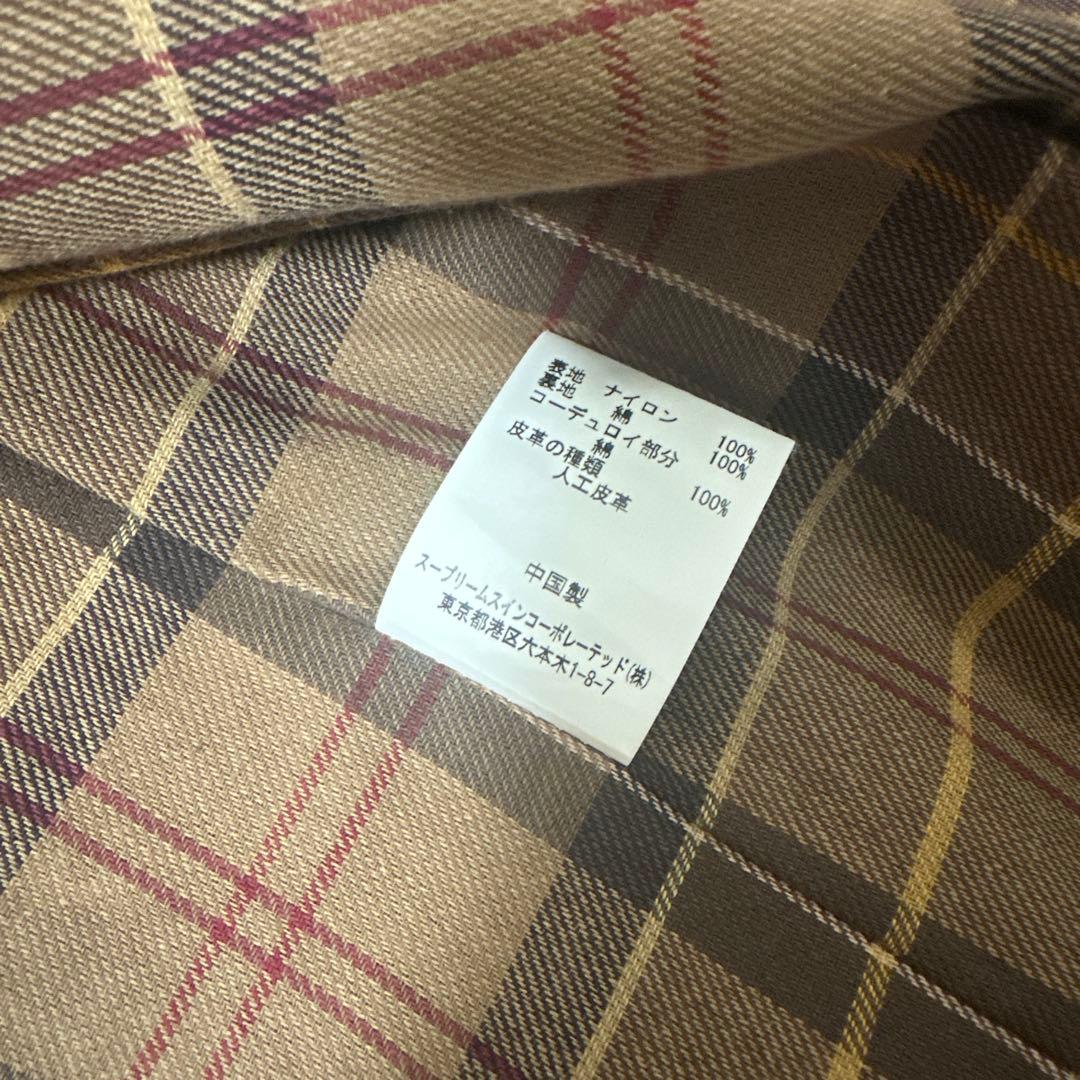 表地 ナイロン 100%
裏地 綿 100%
コーデュロイ部分
綿 100%
皮革の種類
人工皮革
中国製
スープリームスインコーポレーテッド(株)
東京都港区六本木1-8-7